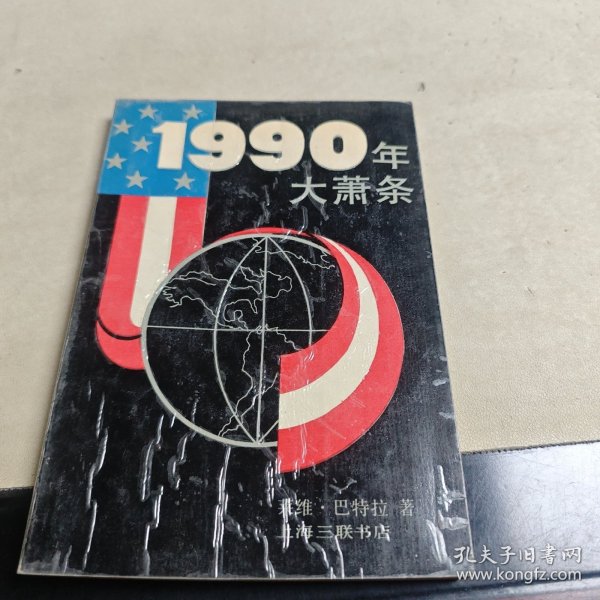 1990年
大萧条
莱维·巴特拉 著
上海三联书店
孔夫子旧书网
www.kongfz.com